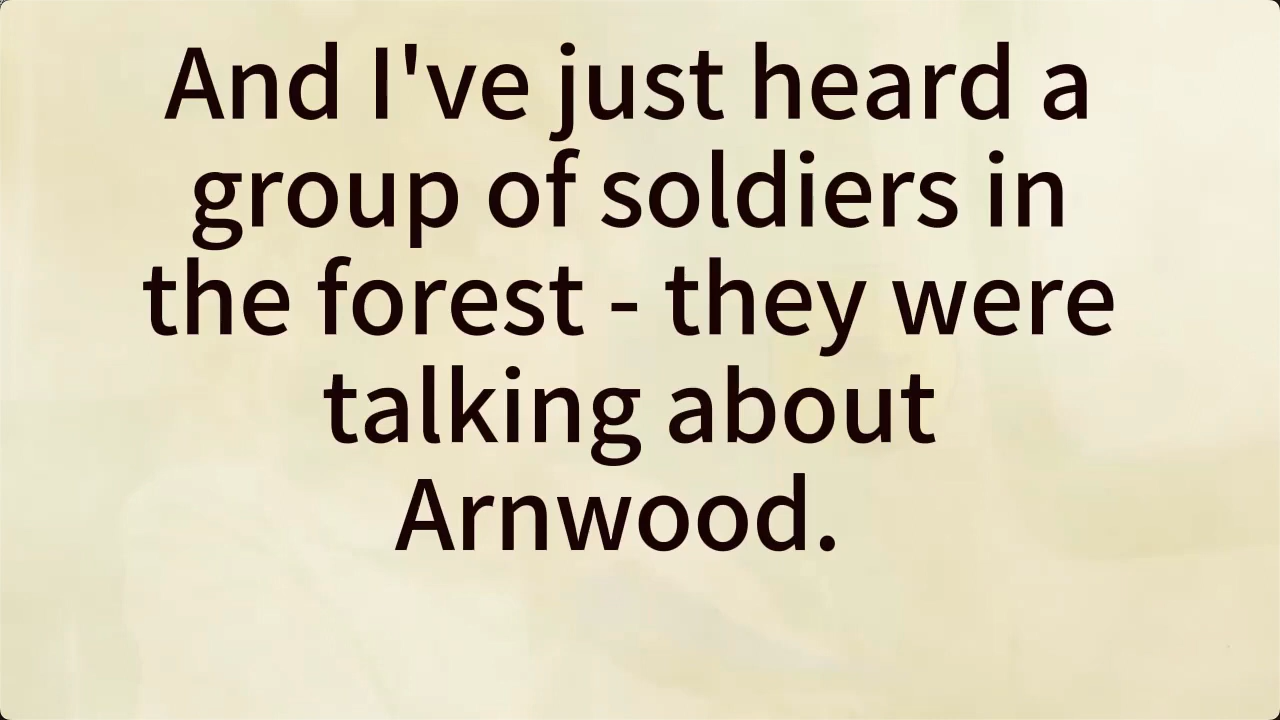 And I've just heard a
group of soldiers in
the forest - they were
talking about
Arnwood.